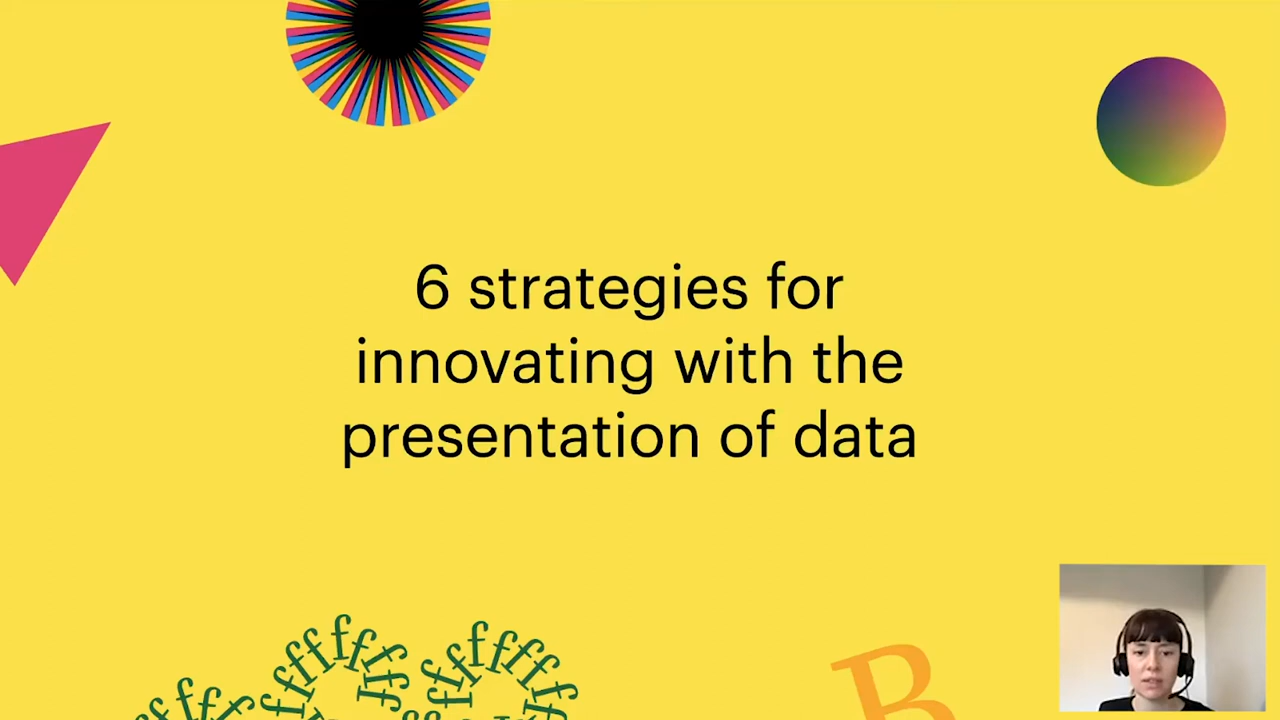 6 strategies for
innovating with the
presentation of data
B